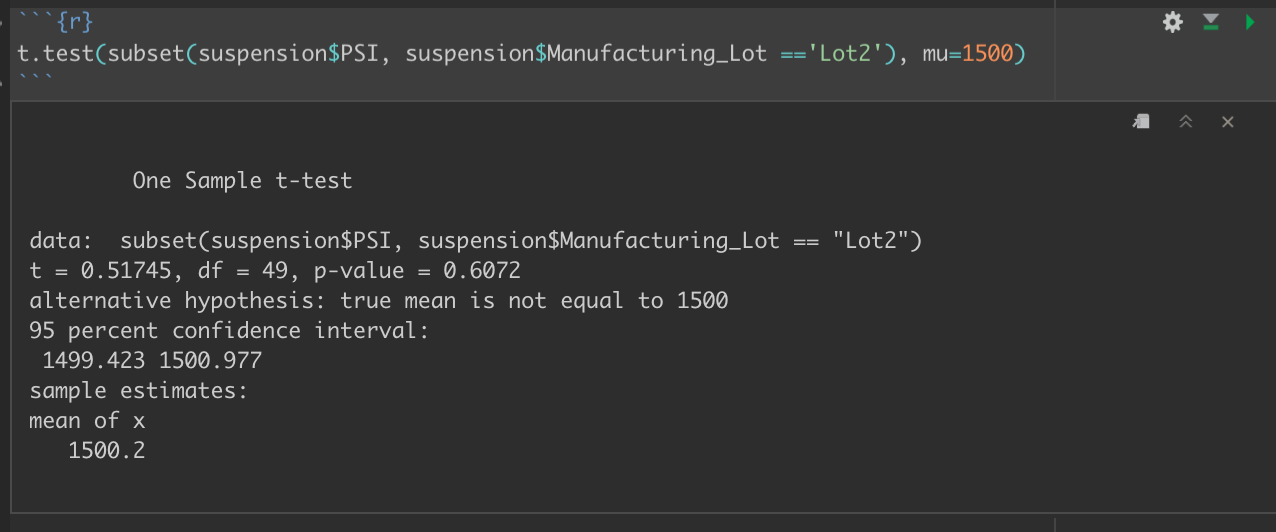 ```{r}
t.test(subset(suspension$PSI, suspension$Manufacturing_Lot =='Lot2'), mu=1500)
```
One Sample t-test
data:  subset(suspension$PSI, suspension$Manufacturing_Lot == "Lot2")
t = 0.51745, df = 49, p-value = 0.6072
alternative hypothesis: true mean is not equal to 1500
95 percent confidence interval:
1499.423 1500.977
sample estimates:
mean of x
1500.2